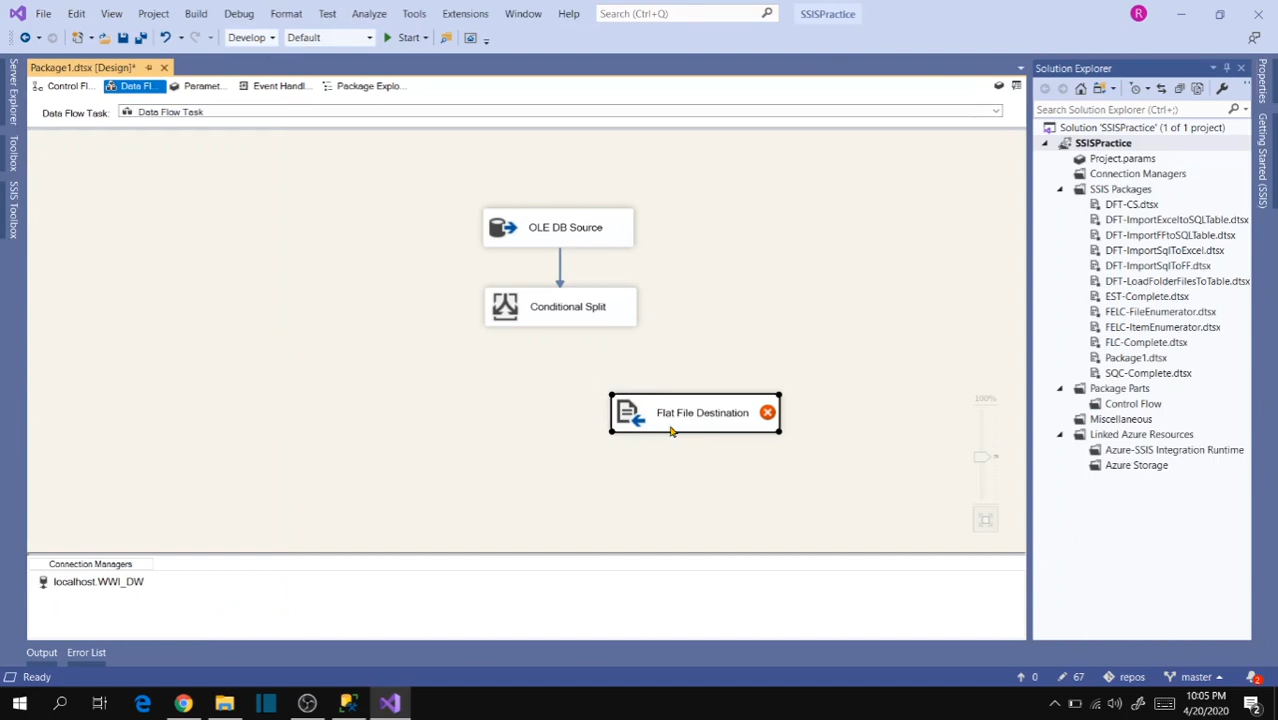 File Edit View Project Build Debug Format Test Analyze Tools Extensions Window Help Search (Ctrl+Q) SSISPractice R
Develop Default Start
Package1.dtsx [Design]*
Control Fl... Data Fl... Paramet... Event Handl... Package Explo...
Data Flow Task: Data Flow Task
Server Explorer
Toolbox
SSIS Toolbox
OLE DB Source
Conditional Split
Flat File Destination
100%
Connection Managers
localhost.WWI_DW
Output Error List
Solution Explorer
Search Solution Explorer (Ctrl+;)
Solution 'SSISPractice' (1 of 1 project)
SSISPractice
Project.params
Connection Managers
SSIS Packages
DFT-CS.dtsx
DFT-ImportExceltoSQLTable.dtsx
DFT-ImportFFtoSQLTable.dtsx
DFT-ImportSqlToExcel.dtsx
DFT-ImportSqlToFF.dtsx
DFT-LoadFolderFilesToTable.dtsx
EST-Complete.dtsx
FELC-FileEnumerator.dtsx
FELC-ItemEnumerator.dtsx
FLC-Complete.dtsx
Package1.dtsx
SQC-Complete.dtsx
Package Parts
Control Flow
Miscellaneous
Linked Azure Resources
Azure-SSIS Integration Runtime
Azure Storage
Properties
Getting Started (SSIS)
Ready 0 67 repos master 2
10:05 PM
4/20/2020 2